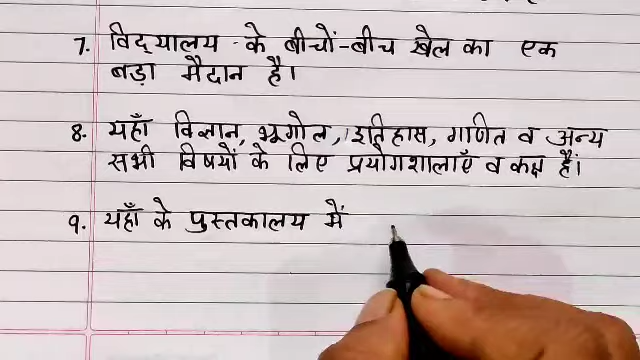 7. विद्यालय के बीचों-बीच खेल का एक
बड़ा मैदान है।
8. यहाँ विज्ञान, भूगोल, इतिहास, गणित व अन्य
सभी विषयों के लिए प्रयोगशालाएँ व कक्ष हैं।
9. यहाँ के पुस्तकालय में